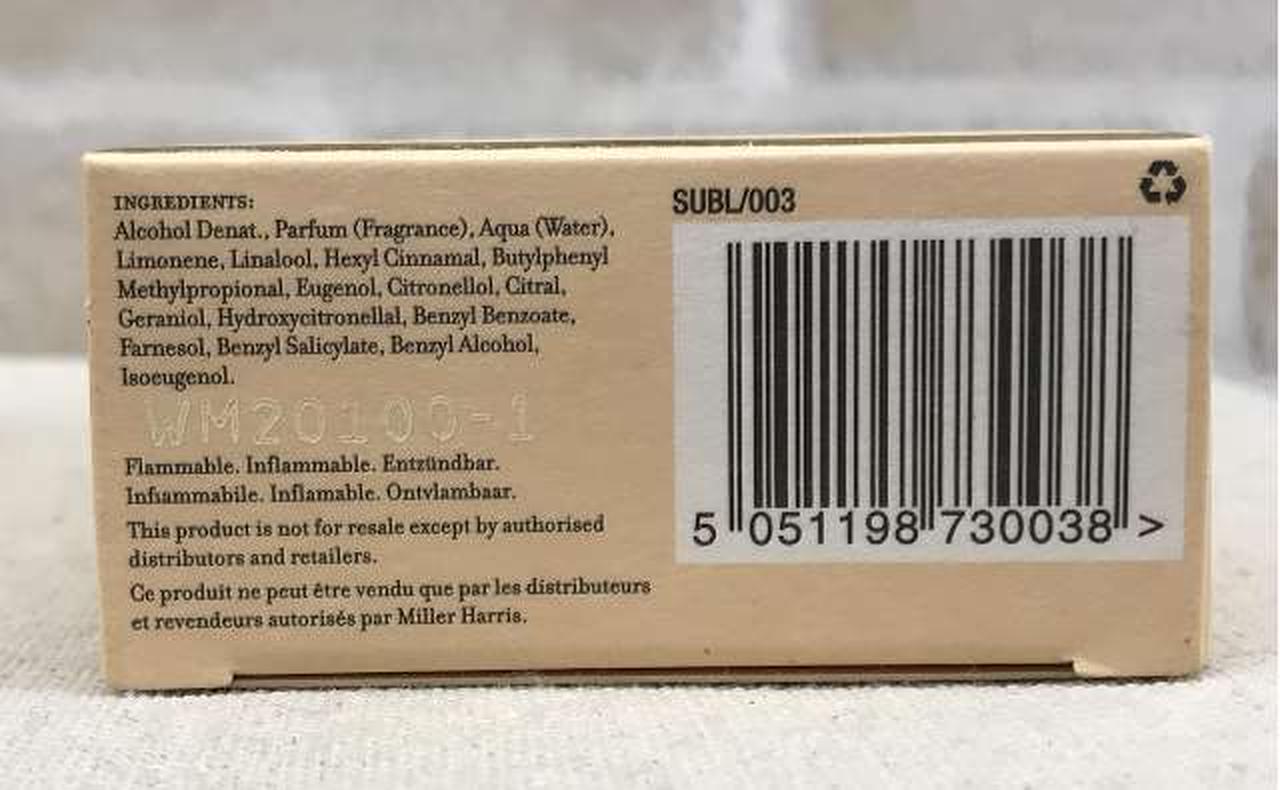 INGREDIENTS:
Alcohol Denat., Parfum (Fragrance), Aqua (Water),
Limonene, Linalool, Hexyl Cinnamal, Butylphenyl
Methylpropional, Eugenol, Citronellol, Citral,
Geraniol, Hydroxycitronellal, Benzyl Benzoate,
Farnesol, Benzyl Salicylate, Benzyl Alcohol,
Isoeugenol.
WM20100-1
Flammable. Inflammable. Entzündbar.
Infiammabile. Inflamable. Ontvlambaar.
This product is not for resale except by authorised
distributors and retailers.
Ce produit ne peut être vendu que par les distributeurs
et revendeurs autorisés par Miller Harris.
SUBL/003
5 051198 730038 >